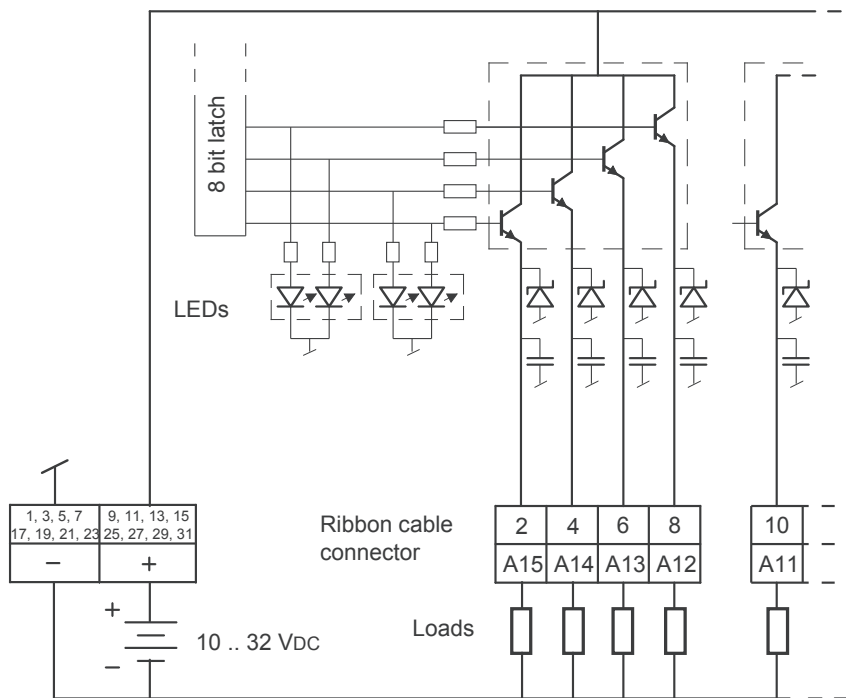 8 bit latch
LEDs
1, 3, 5, 7
17, 19, 21, 23
9, 11, 13, 15
25, 27, 29, 31
−
+
Ribbon cable
connector
2
4
6
8
10
A15
A14
A13
A12
A11
+
−
10 .. 32 VDC
Loads